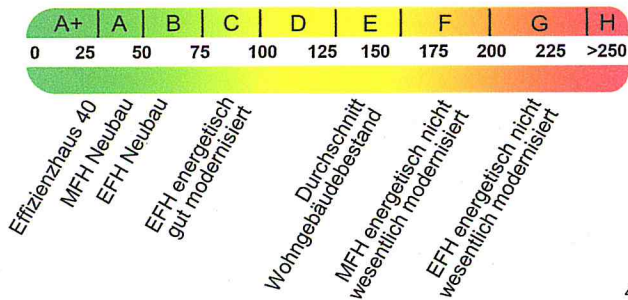 A+ A B C D E F G H
0 25 50 75 100 125 150 175 200 225 >250
Effizienzhaus 40
MFH Neubau
EFH Neubau
EFH energetisch
gut modernisiert
Durchschnitt
Wohngebäudebestand
MFH energetisch nicht
wesentlich modernisiert
EFH energetisch nicht
wesentlich modernisiert